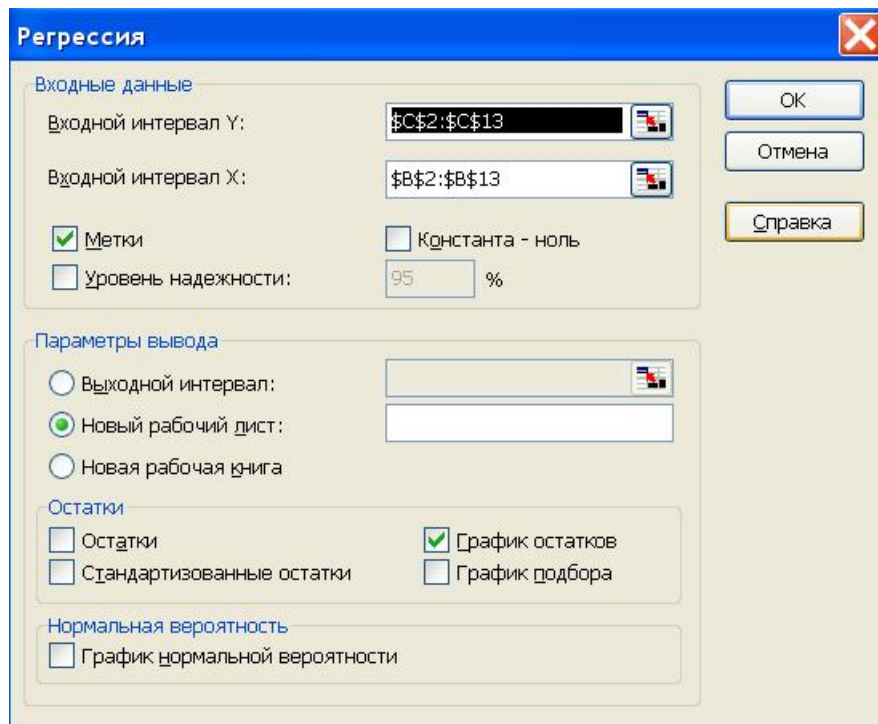 Регрессия
Входные данные
Входной интервал Y: $C$2:$C$13
Входной интервал X: $B$2:$B$13
Метки Константа - ноль
Уровень надежности: 95 %
OK
Отмена
Справка
Параметры вывода
Выходной интервал:
Новый рабочий лист:
Новая рабочая книга
Остатки
Остатки График остатков
Стандартизованные остатки График подбора
Нормальная вероятность
График нормальной вероятности